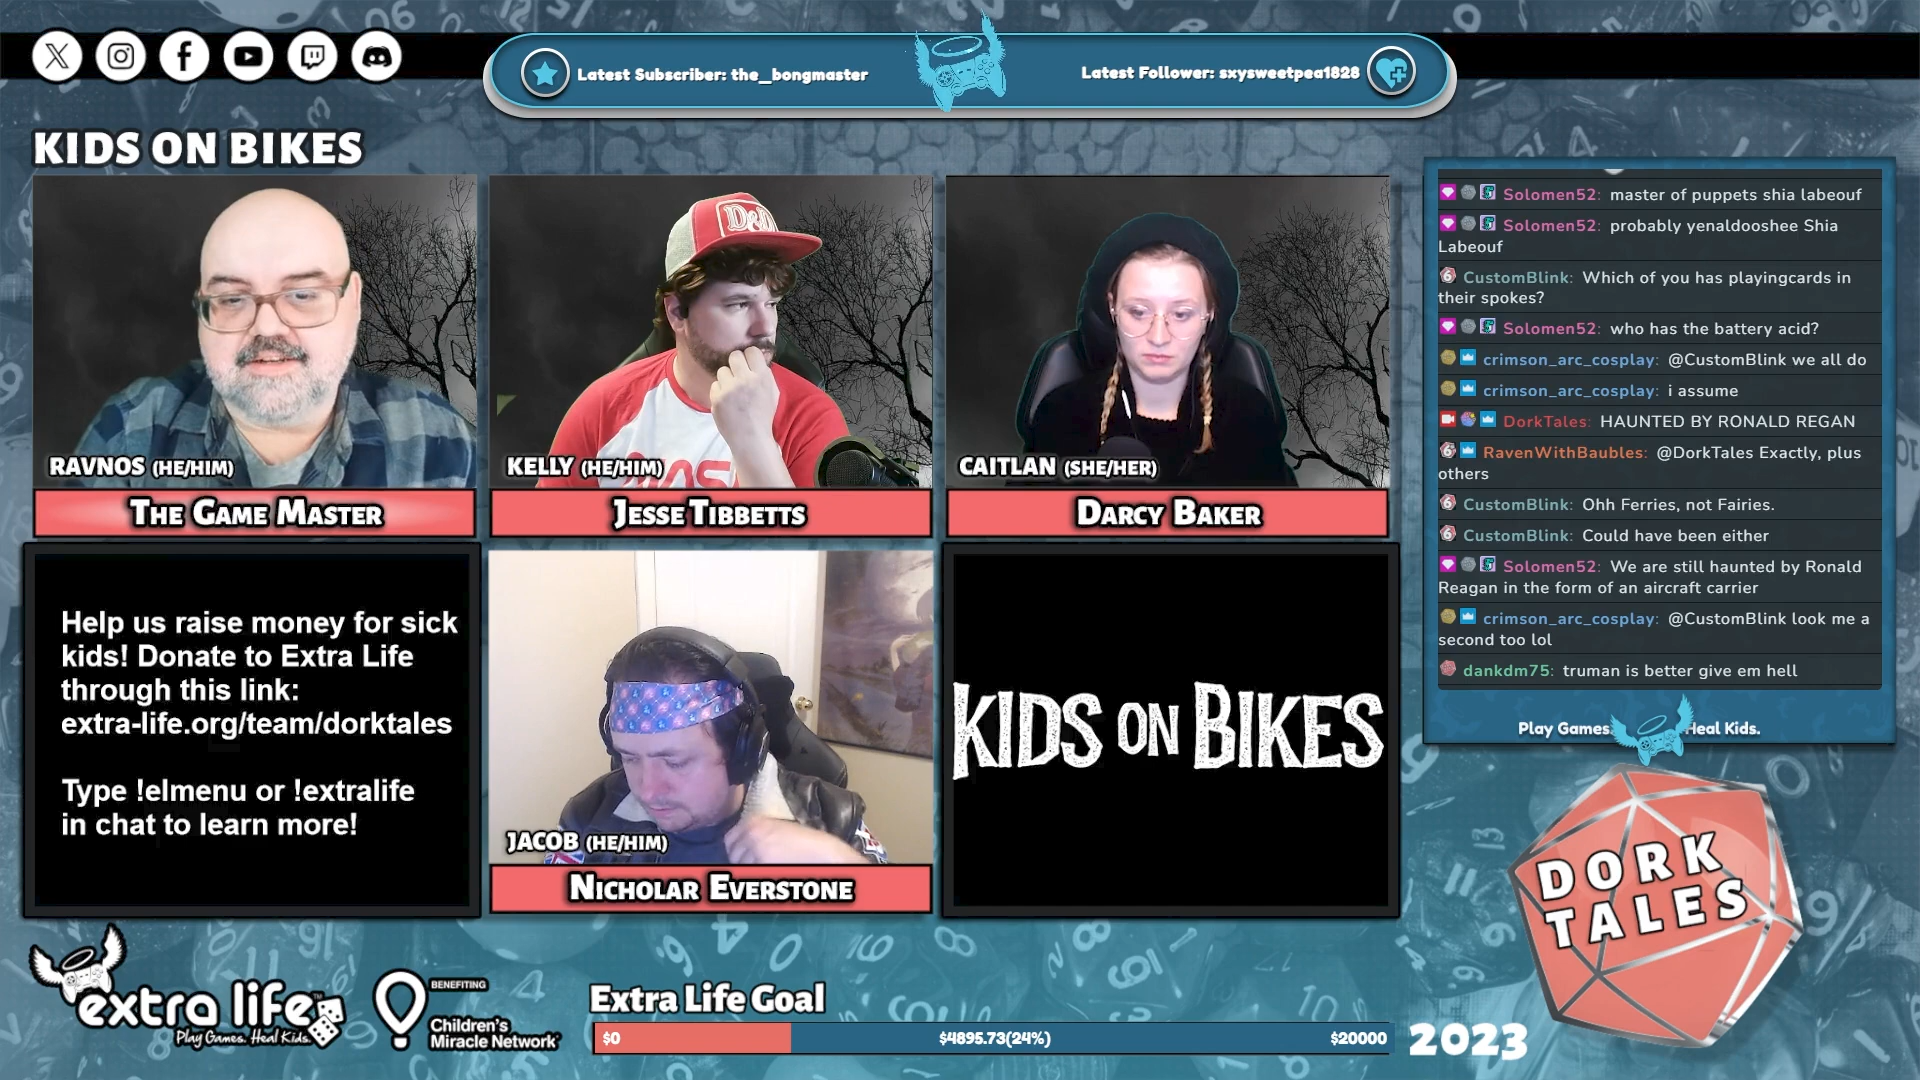 Latest Subscriber: the_bongmaster
Latest Follower: sxysweetpea1828
KIDS ON BIKES
D&D
RAVNOS (HE/HIM)
THE GAME MASTER
KELLY (HE/HIM)
JESSE TIBBETTS
CAITLAN (SHE/HER)
DARCY BAKER
Solomen52: master of puppets shia labeouf
Solomen52: probably yenaldooshee Shia
Labeouf
CustomBlink: Which of you has playingcards in
their spokes?
Solomen52: who has the battery acid?
crimson_arc_cosplay: @CustomBlink we all do
crimson_arc_cosplay: i assume
DorkTales: HAUNTED BY RONALD REGAN
RavenWithBaubles: @DorkTales Exactly, plus
others
CustomBlink: Ohh Ferries, not Fairies.
CustomBlink: Could have been either
Solomen52: We are still haunted by Ronald
Reagan in the form of an aircraft carrier
crimson_arc_cosplay: @CustomBlink look me a
second too lol
dankdm75: truman is better give em hell
Play Games. Heal Kids.
Help us raise money for sick
kids! Donate to Extra Life
through this link:
extra-life.org/team/dorktales
Type !elmenu or !extralife
in chat to learn more!
JACOB (HE/HIM)
NICHOLAR EVERSTONE
KIDS ON BIKES
DORK
TALES
extra life
Play Games. Heal Kids.
BENEFITING
Children's
Miracle Network
Extra Life Goal
$0
$4895.73(24%)
$20000
2023